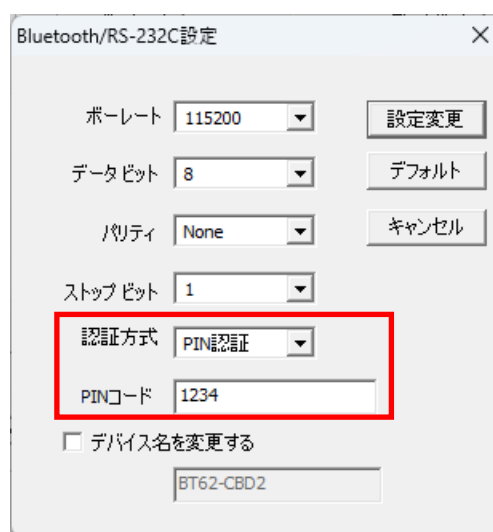 Bluetooth/RS-232C設定
ボーレート 115200 設定変更
データ ビット 8 デフォルト
パリティ None キャンセル
ストップ ビット 1
認証方式 PIN認証
PINコード 1234
デバイス名を変更する
BT62-CBD2